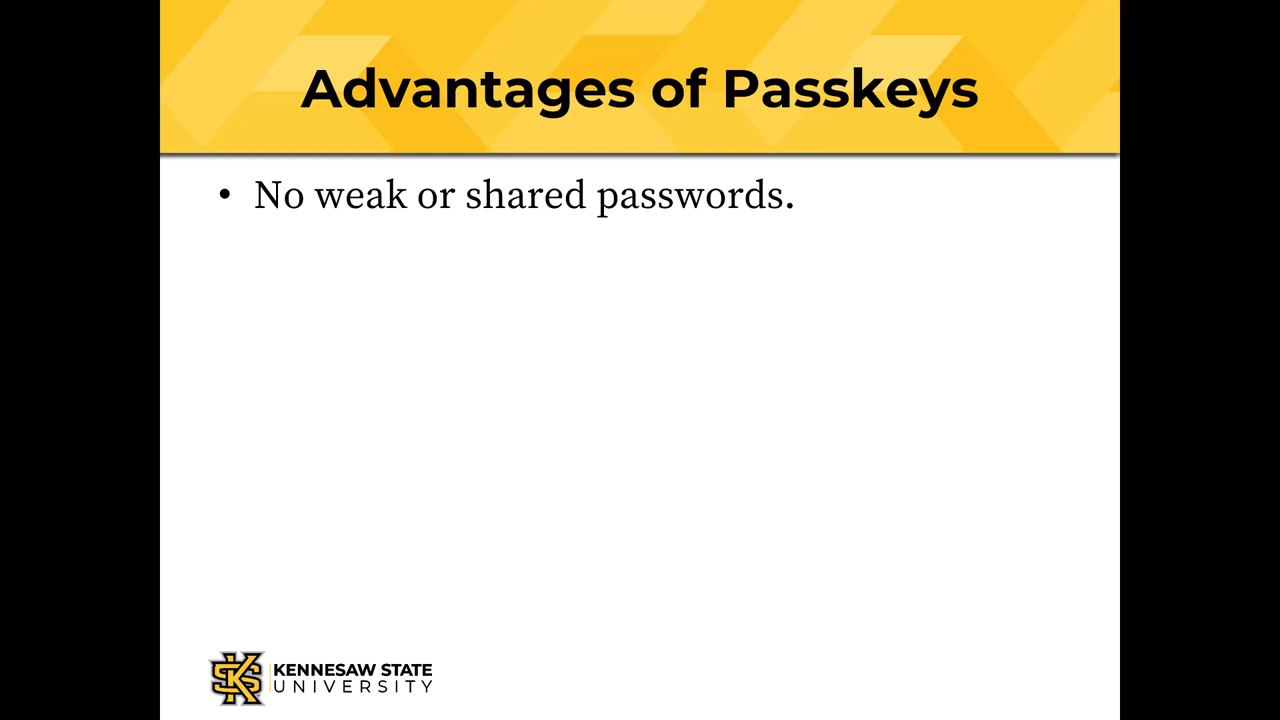 Advantages of Passkeys
• No weak or shared passwords.
KENNESAW STATE
UNIVERSITY